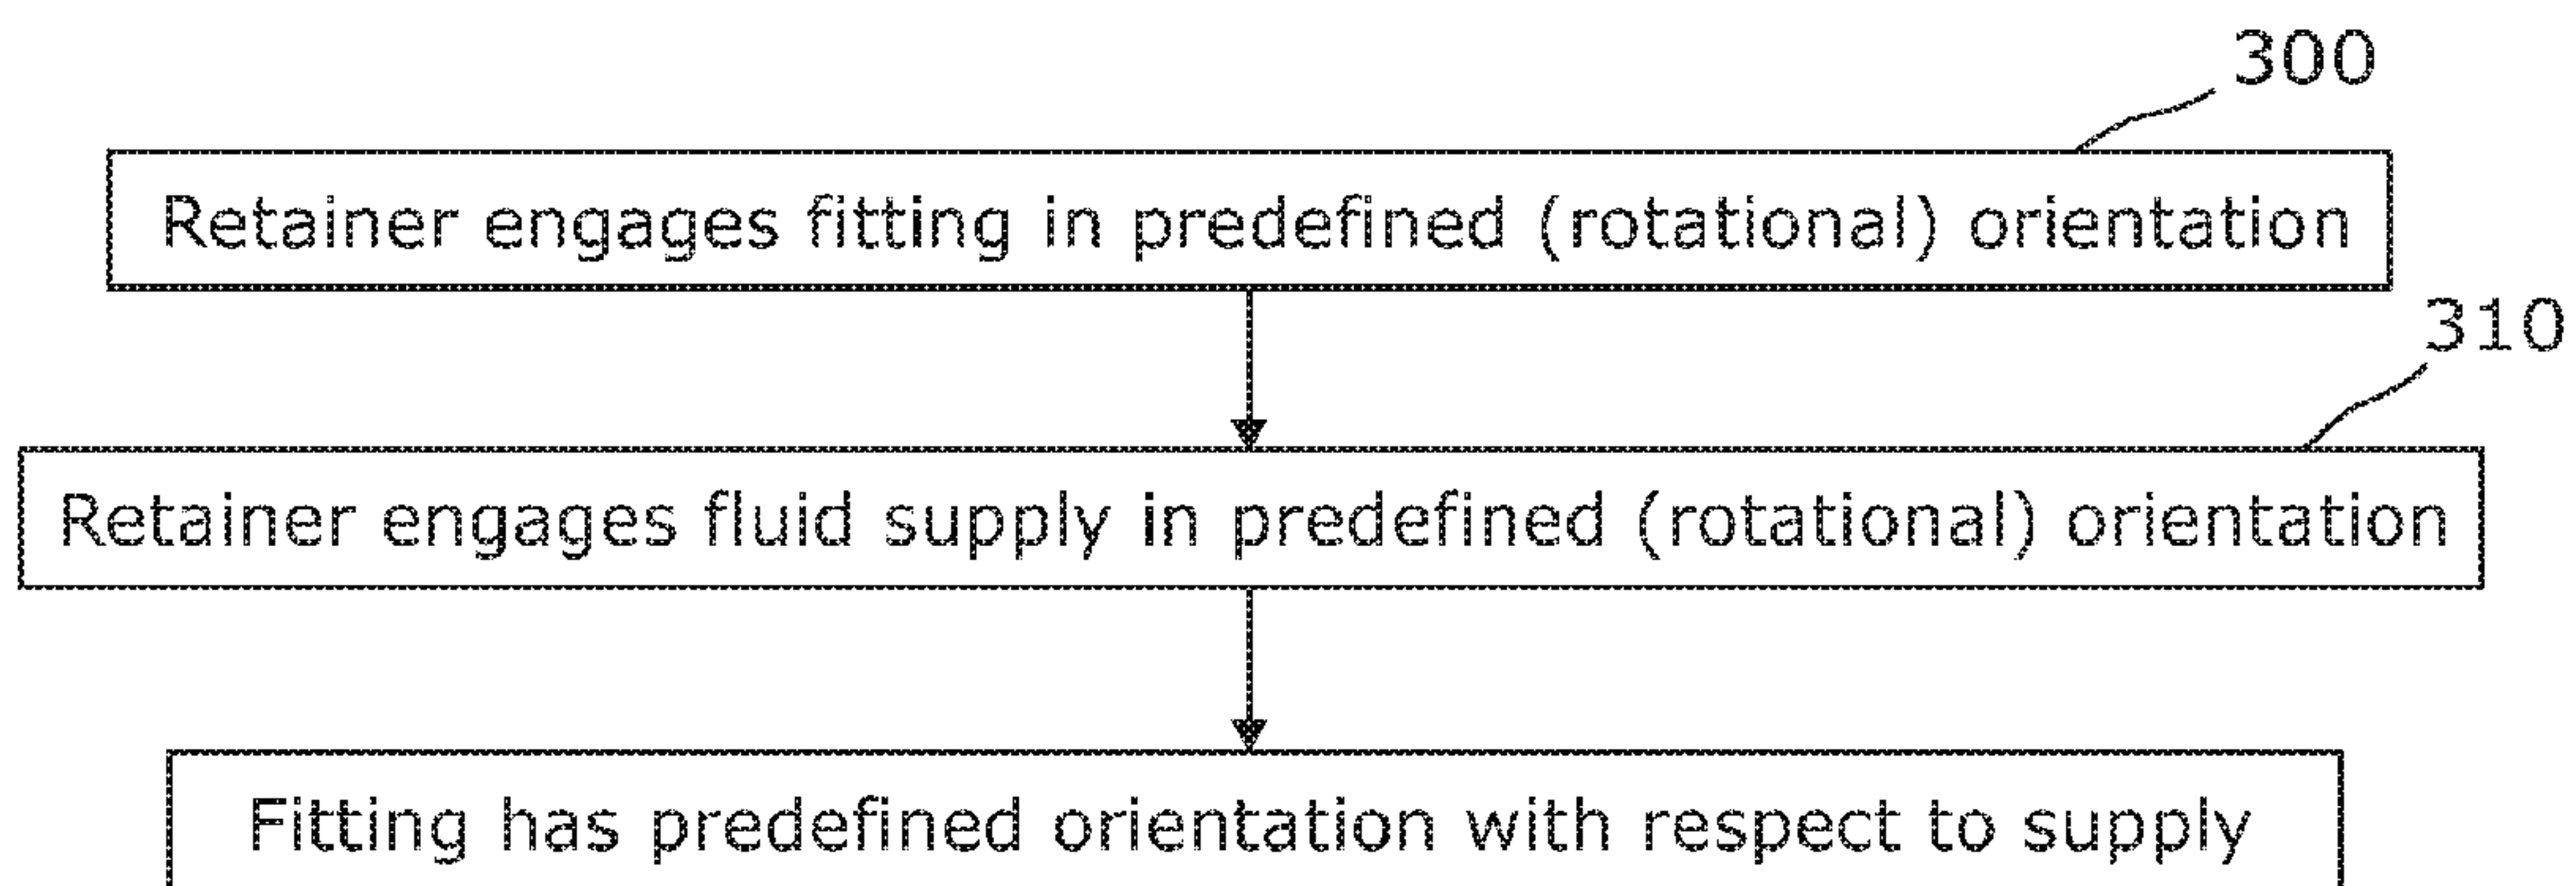 300
Retainer engages fitting in predefined (rotational) orientation
310
Retainer engages fluid supply in predefined (rotational) orientation
Fitting has predefined orientation with respect to supply